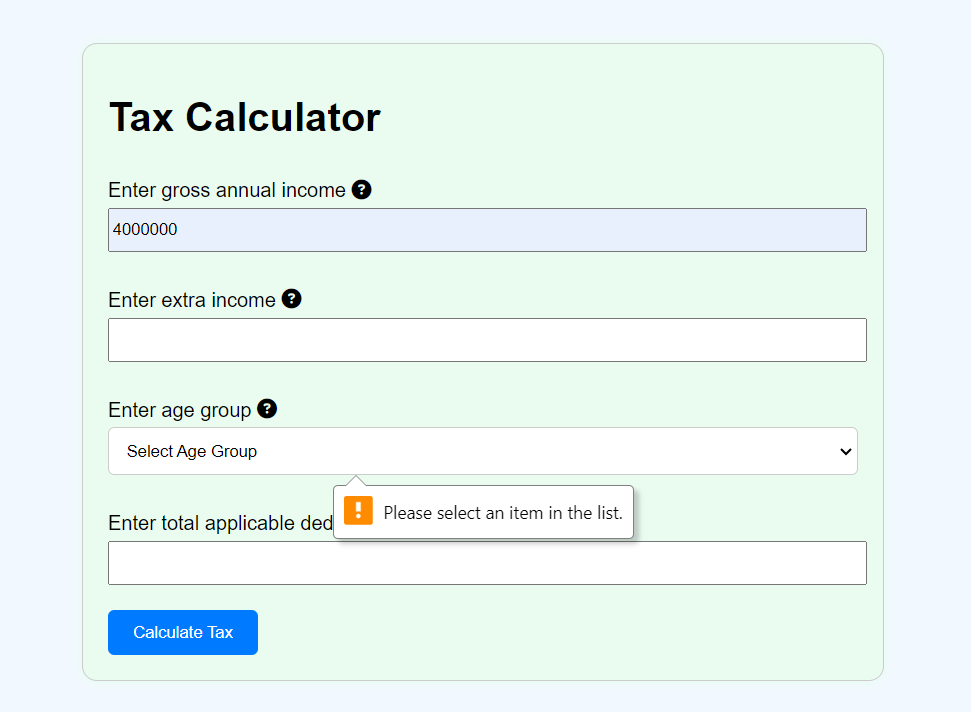 Tax Calculator
Enter gross annual income ?
4000000
Enter extra income ?
Enter age group ?
Select Age Group
Please select an item in the list.
Enter total applicable ded
Calculate Tax